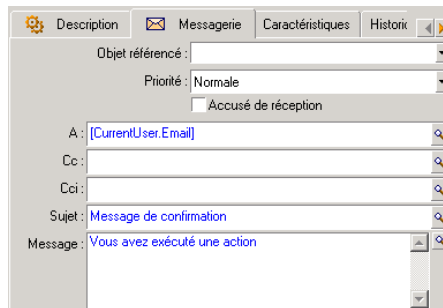 Description Messagerie Caractéristiques Historic
Objet référencé :
Priorité : Normale
Accusé de réception
A : [CurrentUser.Email]
Cc :
Cci :
Sujet : Message de confirmation
Message : Vous avez exécuté une action